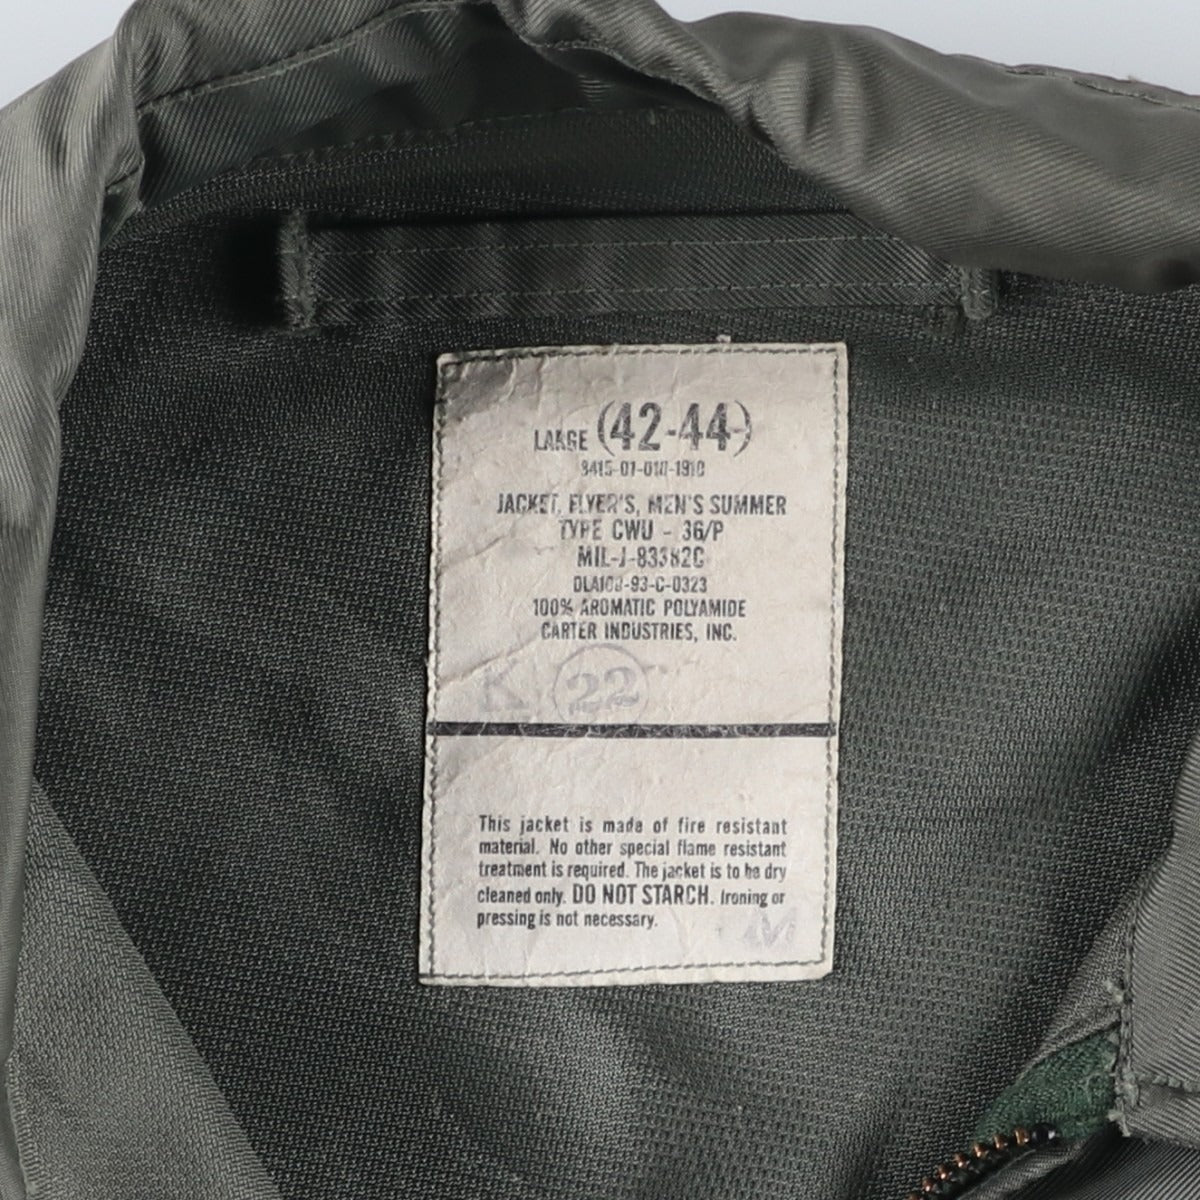 LARGE (42-44)
8415-01-010-1910
JACKET, FLYER'S, MEN'S SUMMER
TYPE CWU - 36/P
MIL-J-83382C
DLA100-93-C-0323
100% AROMATIC POLYAMIDE
CARTER INDUSTRIES, INC.
K 22
This jacket is made of fire resistant
material. No other special flame resistant
treatment is required. The jacket is to be dry
cleaned only. DO NOT STARCH. Ironing or
pressing is not necessary.
M